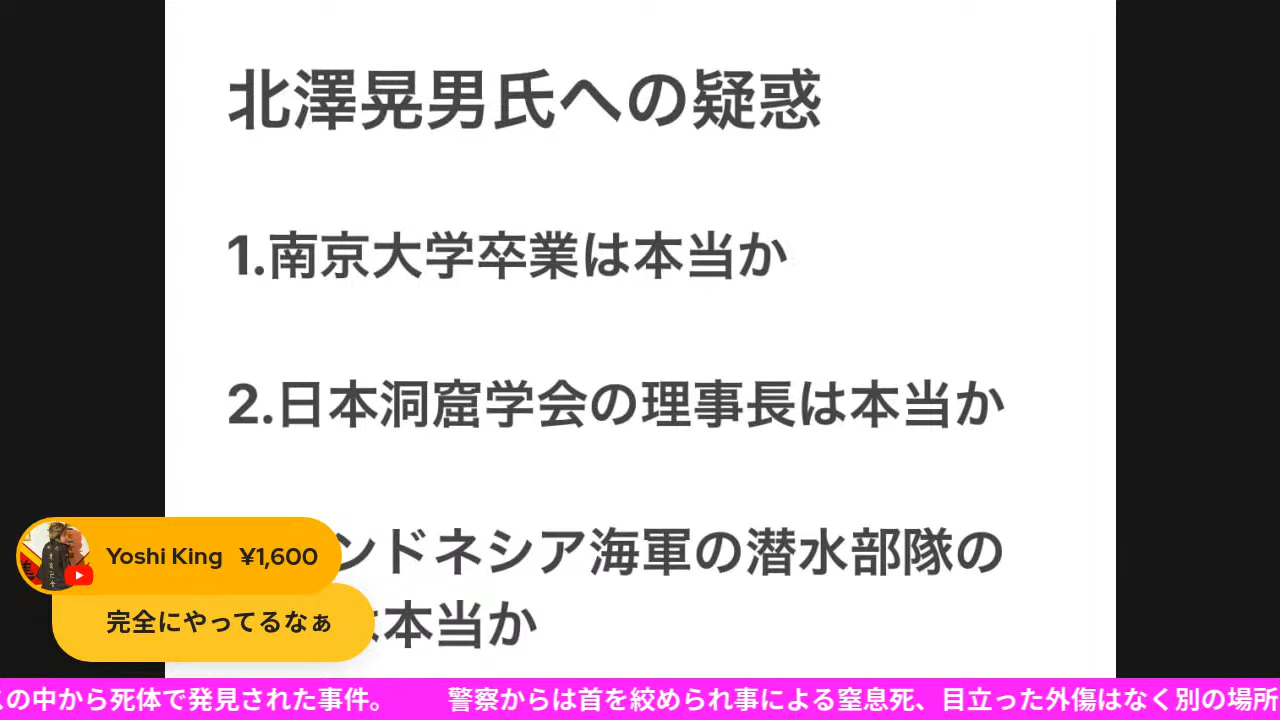 北澤晃男氏への疑惑
1.南京大学卒業は本当か
2.日本洞窟学会の理事長は本当か
ンドネシア海軍の潜水部隊の
は本当か
Yoshi King ¥1,600
完全にやってるなぁ
スの中から死体で発見された事件。 警察からは首を絞められ事による窒息死、目立った外傷はなく別の場所